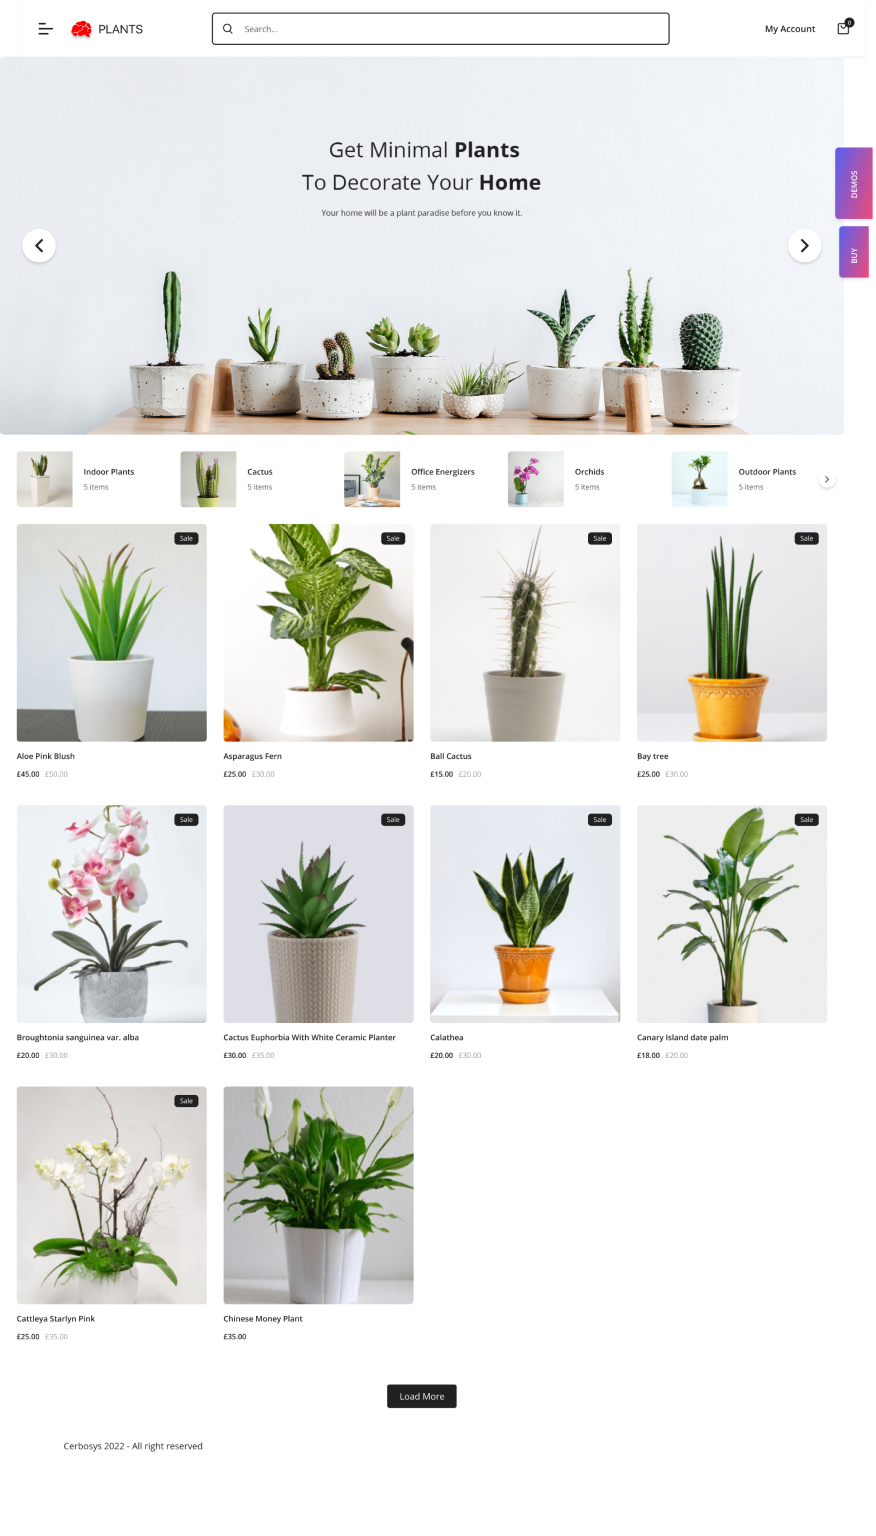 PLANTS
Search...
My Account
0
Get Minimal Plants
To Decorate Your Home
Your home will be a plant paradise before you know it.
DEMOS
BUY
Indoor Plants
5 items
Cactus
5 items
Office Energizers
5 items
Orchids
5 items
Outdoor Plants
5 items
Sale
Sale
Sale
Sale
Aloe Pink Blush
£45.00 £50.00
Asparagus Fern
£25.00 £30.00
Ball Cactus
£15.00 £20.00
Bay tree
£25.00 £30.00
Sale
Sale
Sale
Sale
Broughtonia sanguinea var. alba
£20.00 £30.00
Cactus Euphorbia With White Ceramic Planter
£30.00 £35.00
Calathea
£20.00 £30.00
Canary Island date palm
£18.00 £20.00
Sale
Cattleya Starlyn Pink
£25.00 £35.00
Chinese Money Plant
£35.00
Load More
Cerbosys 2022 - All right reserved